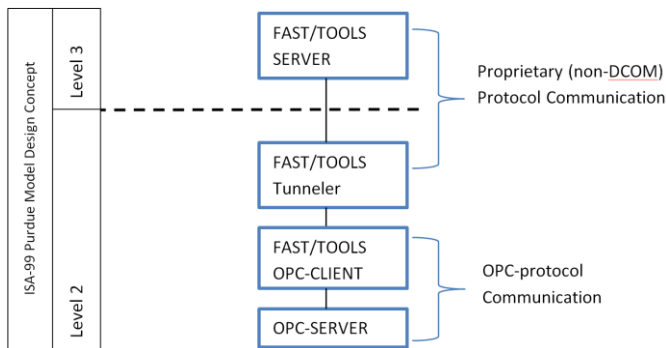 ISA-99 Purdue Model Design Concept
Level 3
Level 2
FAST/TOOLS
SERVER
Proprietary (non-DCOM)
Protocol Communication
FAST/TOOLS
Tunneler
FAST/TOOLS
OPC-CLIENT
OPC-SERVER
OPC-protocol
Communication